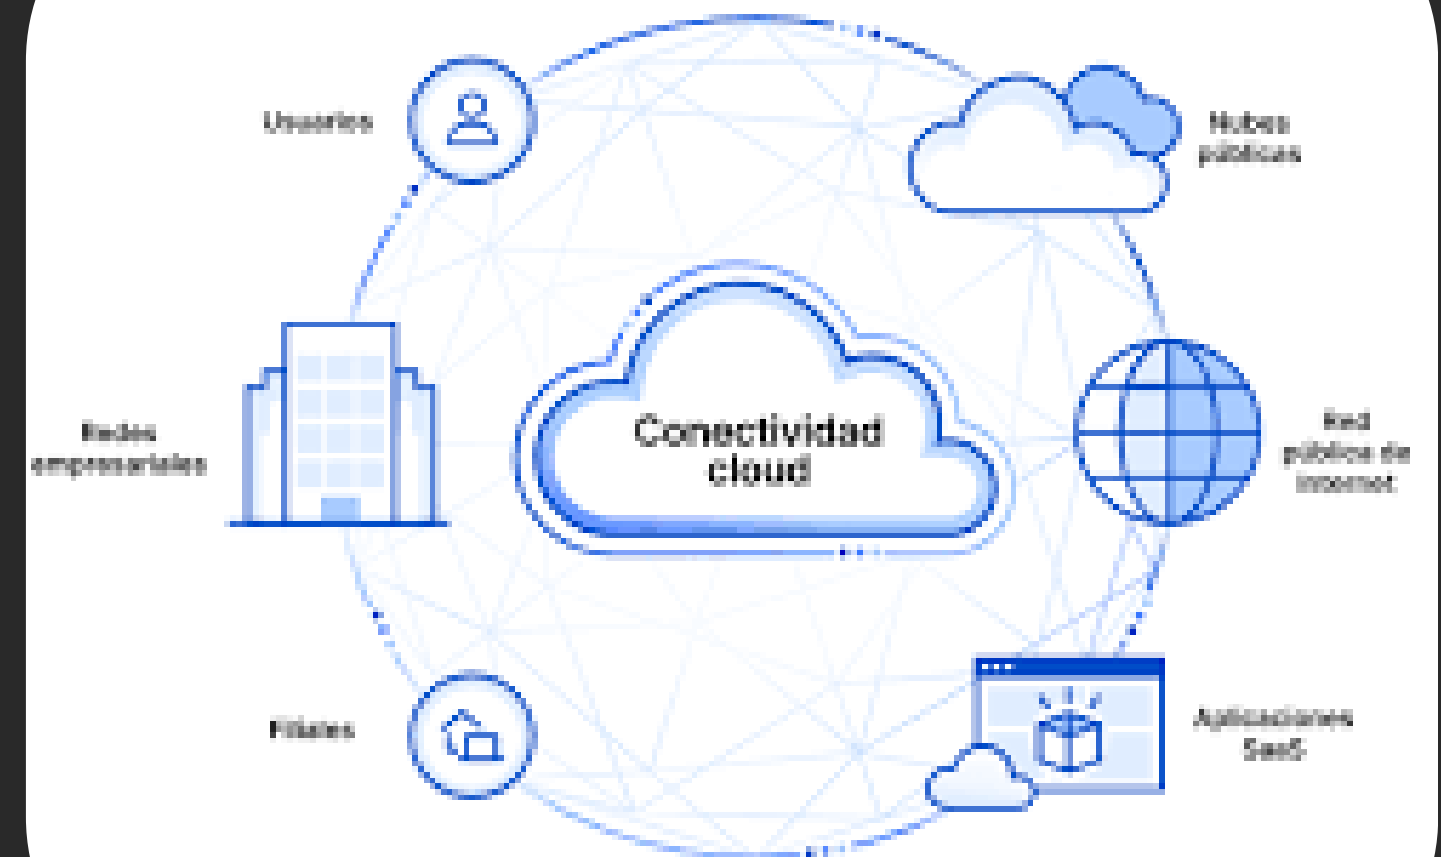 Usuarios
Nubes
públicas
Conectividad
cloud
Redes
empresariales
Red
pública de
Internet
Filiales
Aplicaciones
SaaS